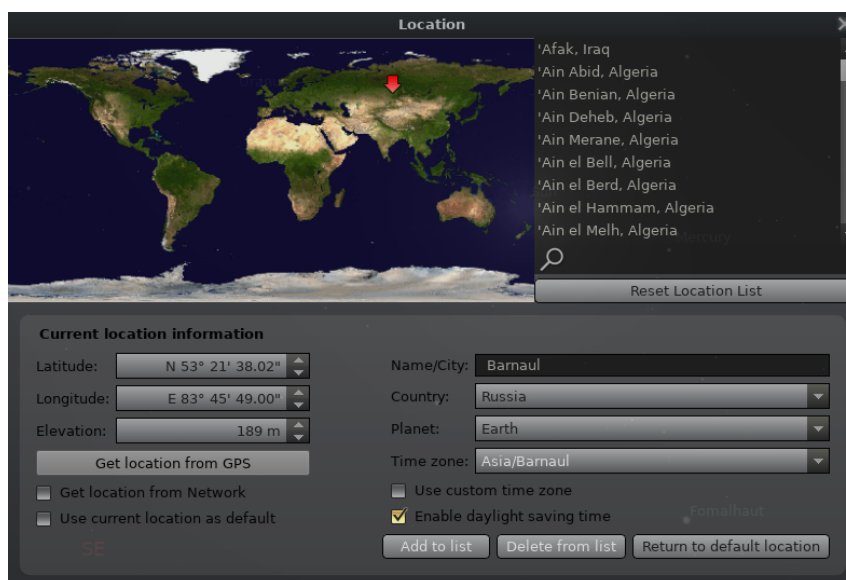 Location
'Afak, Iraq
'Ain Abid, Algeria
'Ain Benian, Algeria
'Ain Deheb, Algeria
'Ain Merane, Algeria
'Ain el Bell, Algeria
'Ain el Berd, Algeria
'Ain el Hammam, Algeria
'Ain el Melh, Algeria
Mercury
Reset Location List
Current location information
Latitude: N 53° 21' 38.02"
Longitude: E 83° 45' 49.00"
Elevation: 189 m
Get location from GPS
Get location from Network
Use current location as default
SE
Name/City: Barnaul
Country: Russia
Planet: Earth
Time zone: Asia/Barnaul
Use custom time zone
Enable daylight saving time
Fomalhaut
Add to list Delete from list Return to default location